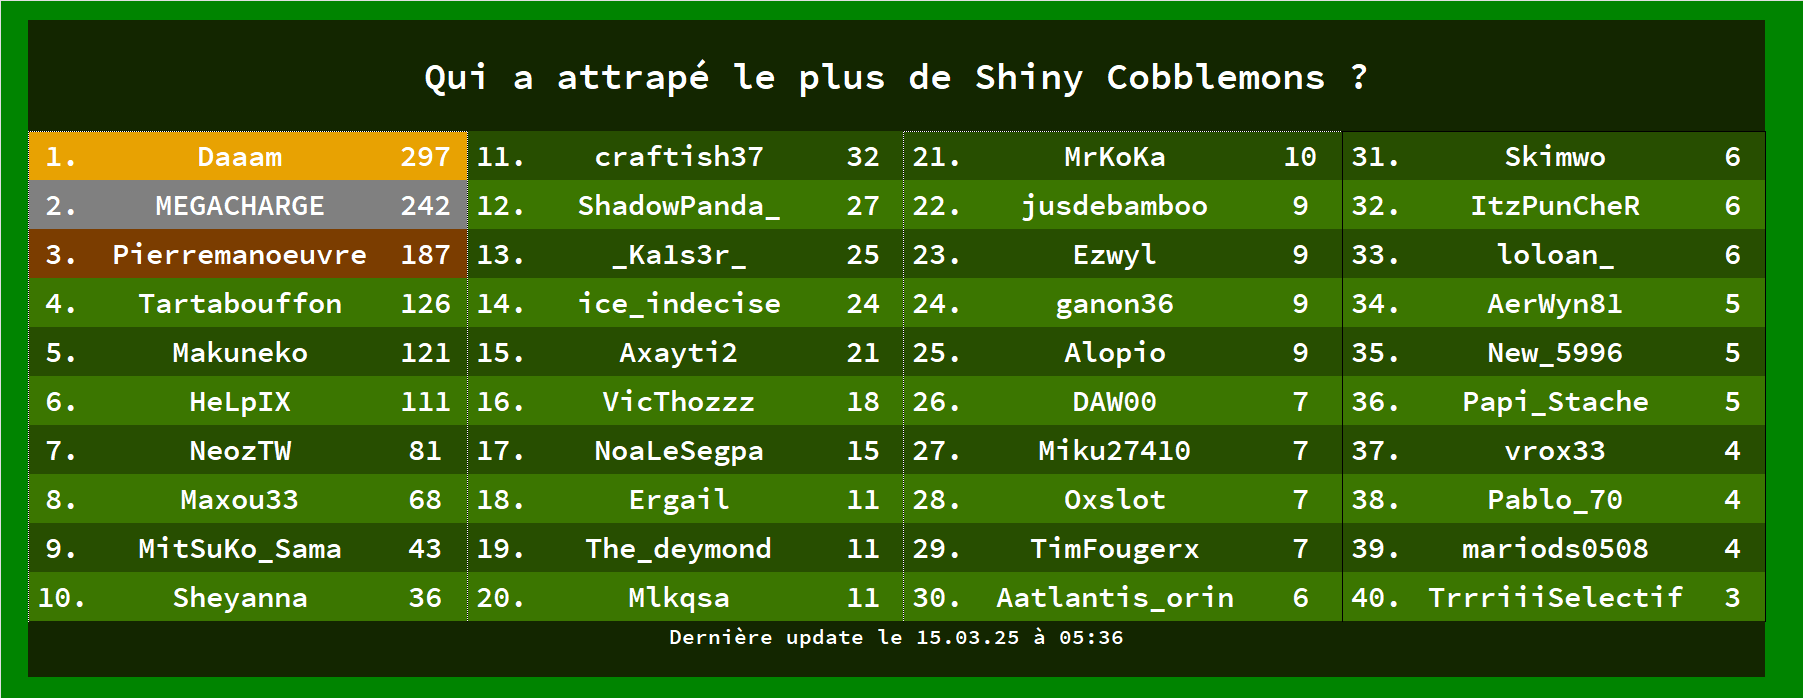 Qui a attrapé le plus de Shiny Cobblemons ?
1. Daaam 297
2. MEGACHARGE 242
3. Pierremanoeuvre 187
4. Tartabouffon 126
5. Makuneko 121
6. HeLpIX 111
7. NeozTW 81
8. Maxou33 68
9. MitSuKo_Sama 43
10. Sheyanna 36
11. craftish37 32
12. ShadowPanda_ 27
13. _Ka1s3r_ 25
14. ice_indecise 24
15. Axayti2 21
16. VicThozzz 18
17. NoaLeSegpa 15
18. Ergail 11
19. The_deymond 11
20. Mlkqsa 11
21. MrKoKa 10
22. jusdebamboo 9
23. Ezwyl 9
24. ganon36 9
25. Alopio 9
26. DAW00 7
27. Miku27410 7
28. Oxslot 7
29. TimFougerx 7
30. Aatlantis_orin 6
31. Skimwo 6
32. ItzPunCheR 6
33. loloan_ 6
34. AerWyn81 5
35. New_5996 5
36. Papi_Stache 5
37. vrox33 4
38. Pablo_70 4
39. mariods0508 4
40. TrrriiiSelectif 3
Dernière update le 15.03.25 à 05:36